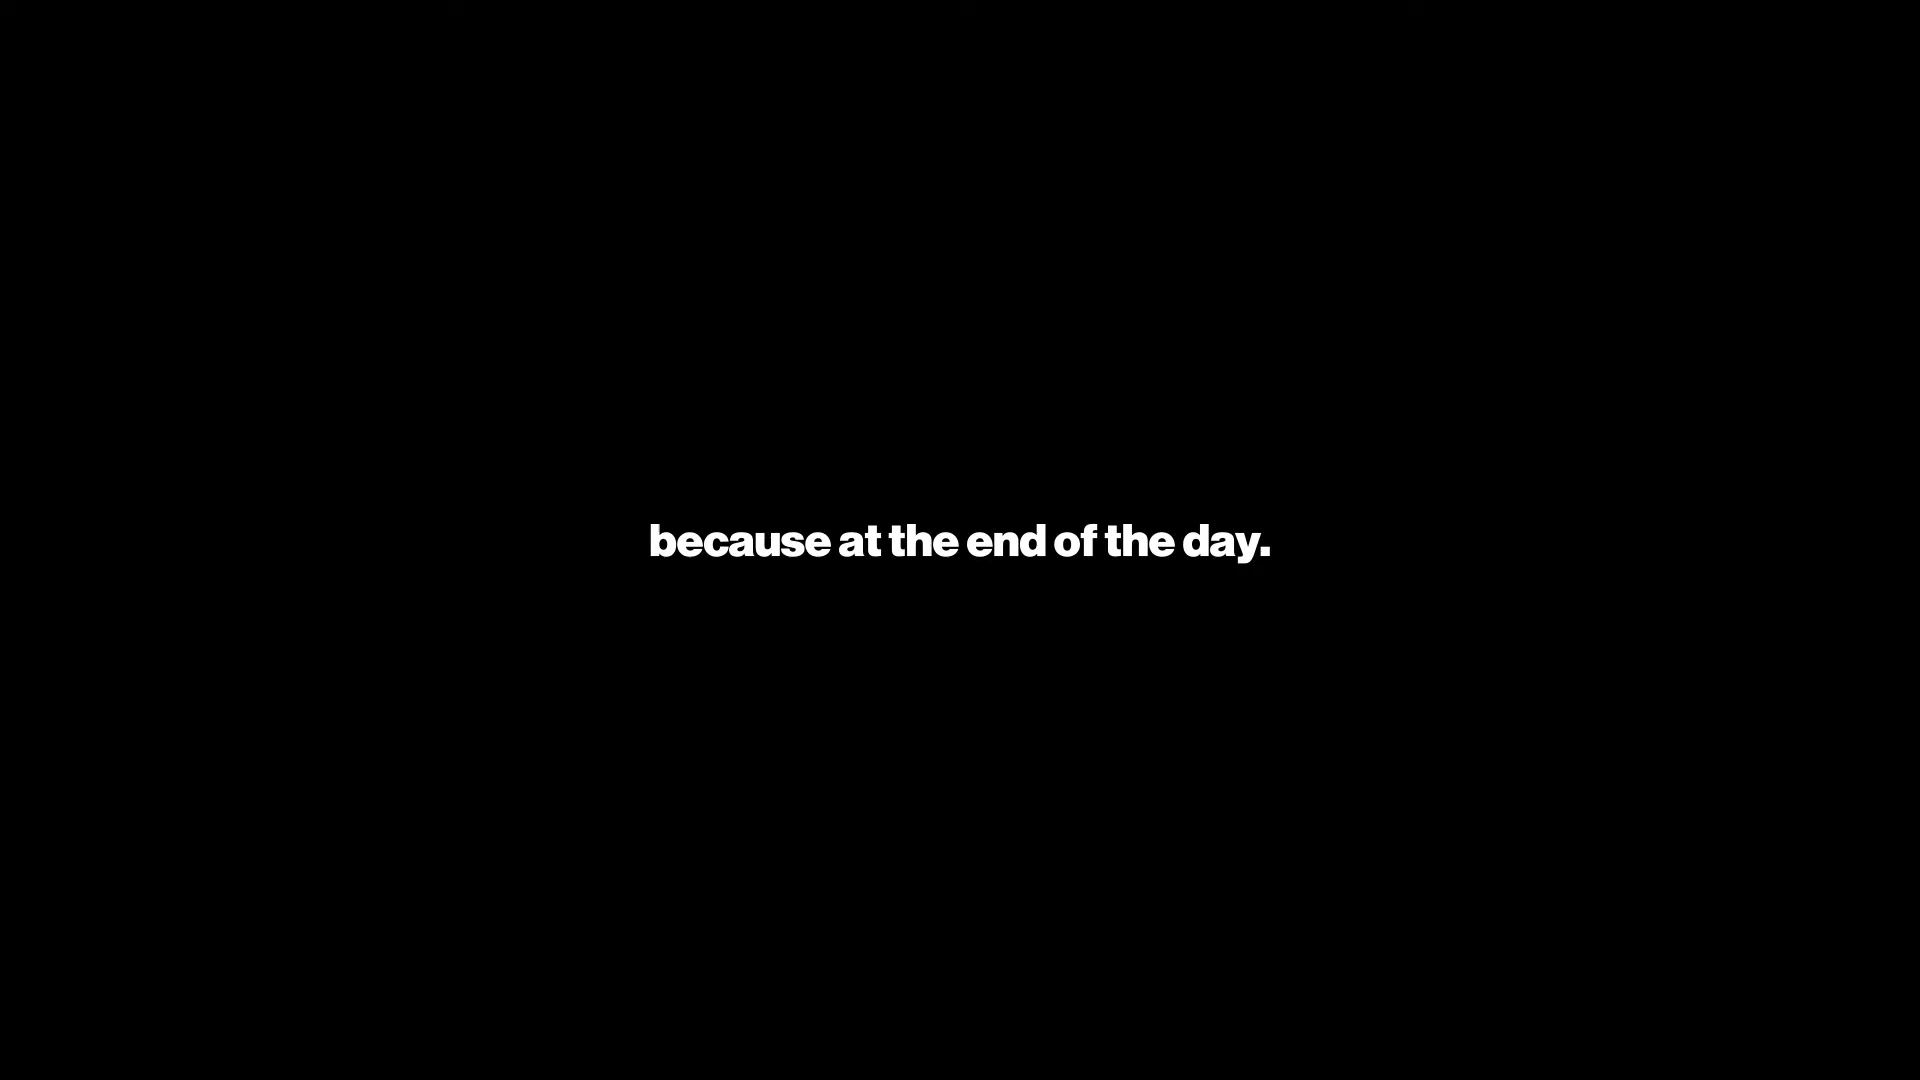 because at the end of the day.